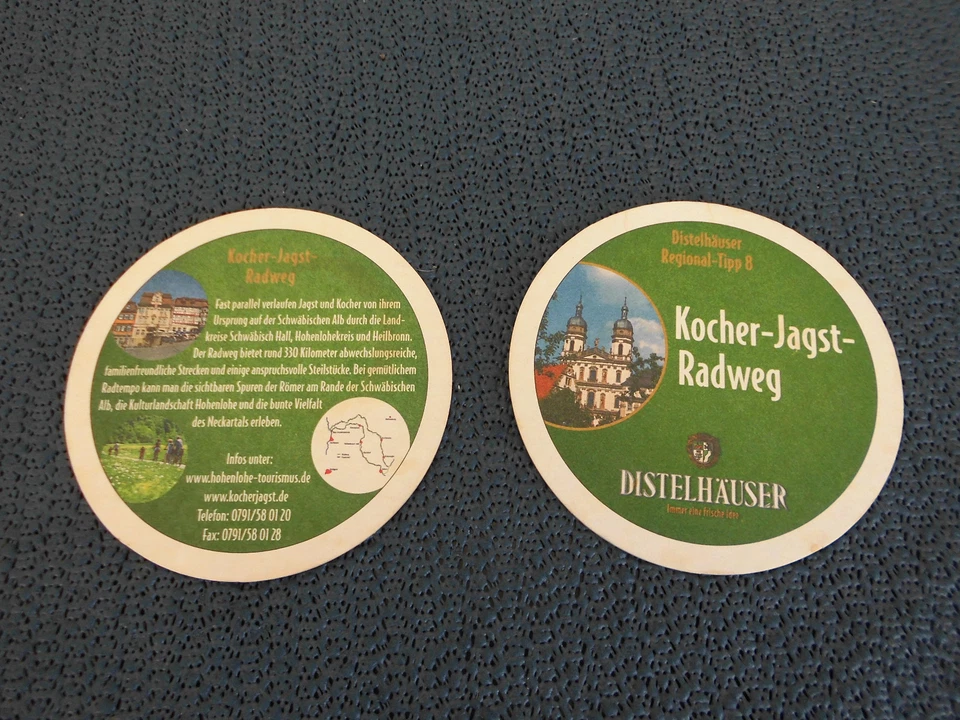 Kocher-Jagst-
Radweg
Fast parallel verlaufen Jagst und Kocher von ihrem
Ursprung auf der Schwäbischen Alb durch die Land-
kreise Schwäbisch Hall, Hohenlohekreis und Heilbronn.
Der Radweg bietet rund 330 Kilometer abwechslungsreiche,
familienfreundliche Strecken und einige anspruchsvolle Steilstücke. Bei gemütlichem
Radtempo kann man die sichtbaren Spuren der Römer am Rande der Schwäbischen
Alb, die Kulturlandschaft Hohenlohe und die bunte Vielfalt
des Neckartals erleben.
Infos unter:
www.hohenlohe-tourismus.de
www.kocherjagst.de
Telefon: 0791/58 01 20
Fax: 0791/58 01 28
Distelhäuser
Regional-Tipp 8
Kocher-Jagst-
Radweg
DISTELHÄUSER
Immer eine frische Idee